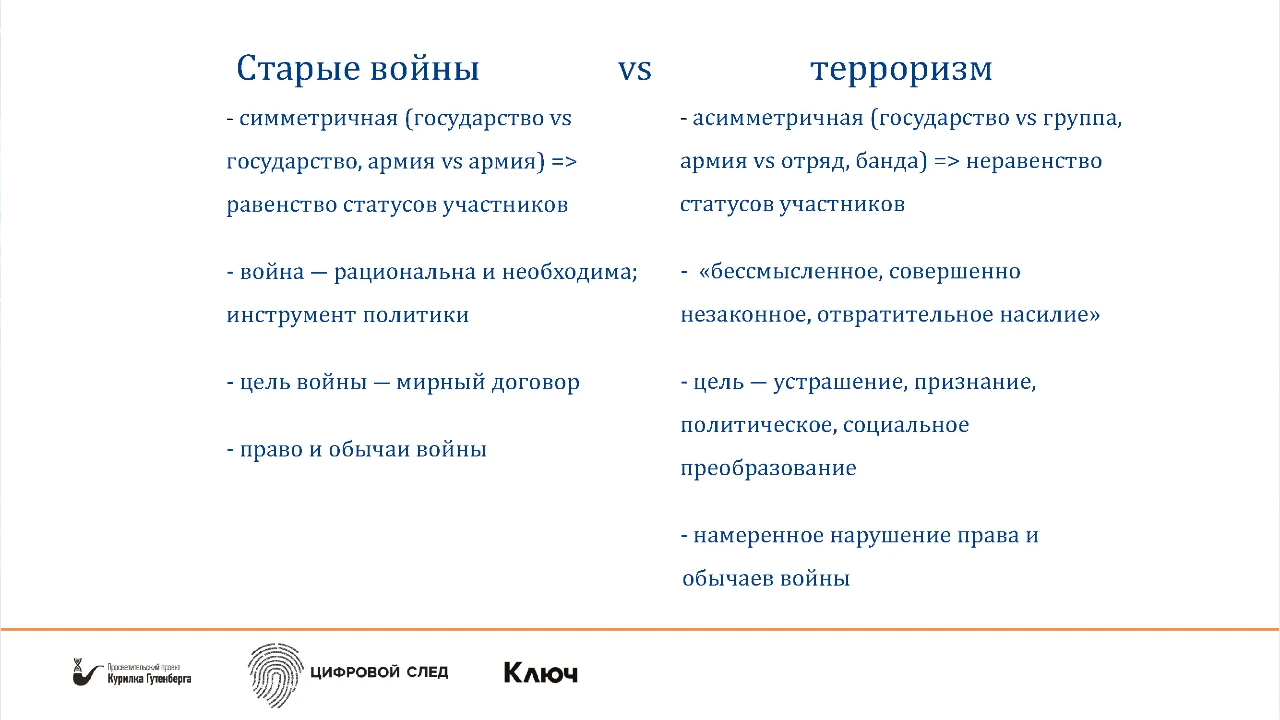 Старые войны vs терроризм
- симметричная (государство vs
государство, армия vs армия) =>
равенство статусов участников
- война — рациональна и необходима;
инструмент политики
- цель войны — мирный договор
- право и обычаи войны
- асимметричная (государство vs группа,
армия vs отряд, банда) => неравенство
статусов участников
- «бессмысленное, совершенно
незаконное, отвратительное насилие»
- цель — устрашение, признание,
политическое, социальное
преобразование
- намеренное нарушение права и
обычаев войны
Просветительский проект
Курилка Гутенберга
ЦИФРОВОЙ СЛЕД
Ключ